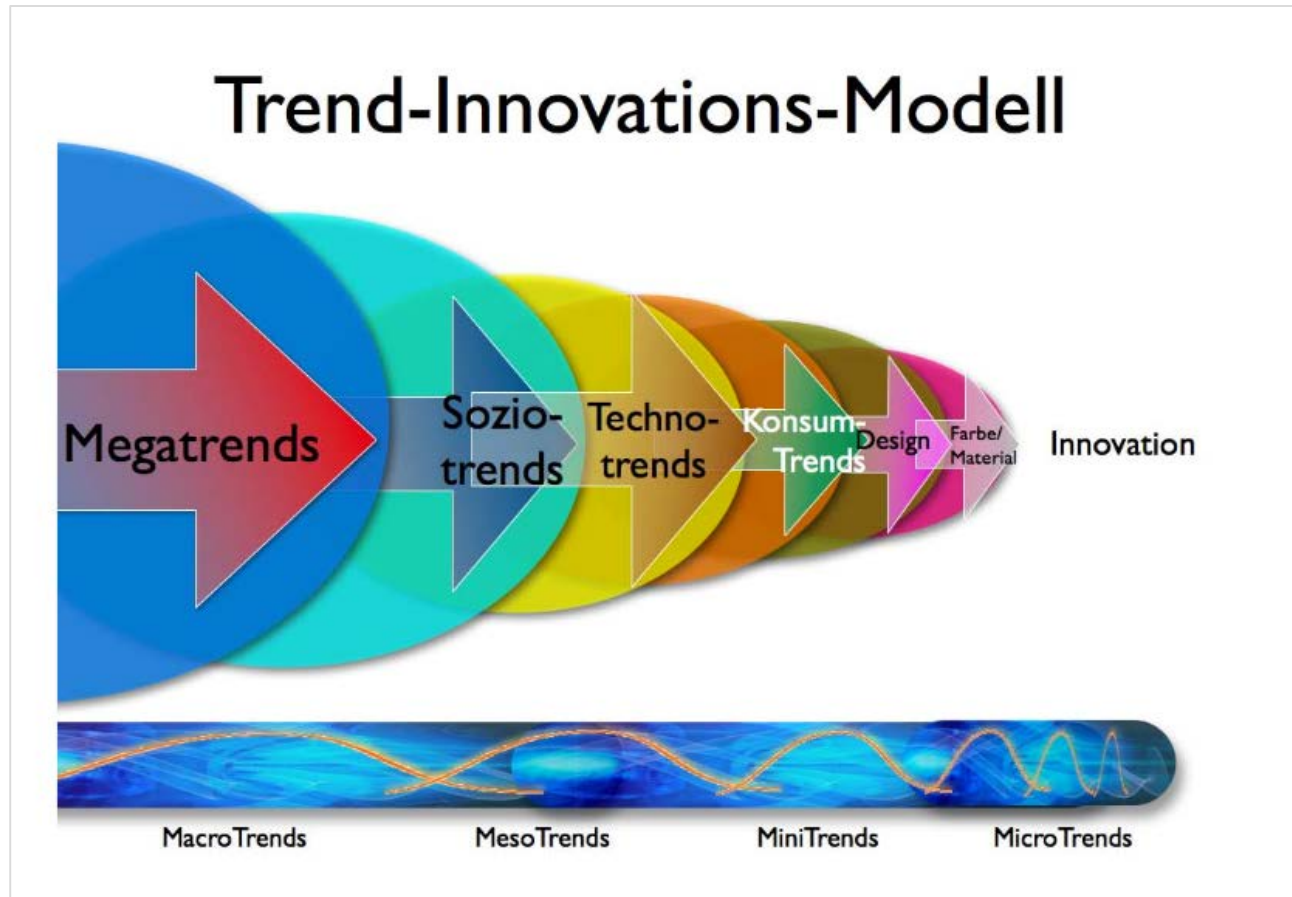 Trend-Innovations-Modell
Megatrends
Sozio-
trends
Techno-
trends
Konsum-
Trends
Design
Farbe/
Material
Innovation
MacroTrends
MesoTrends
MiniTrends
MicroTrends